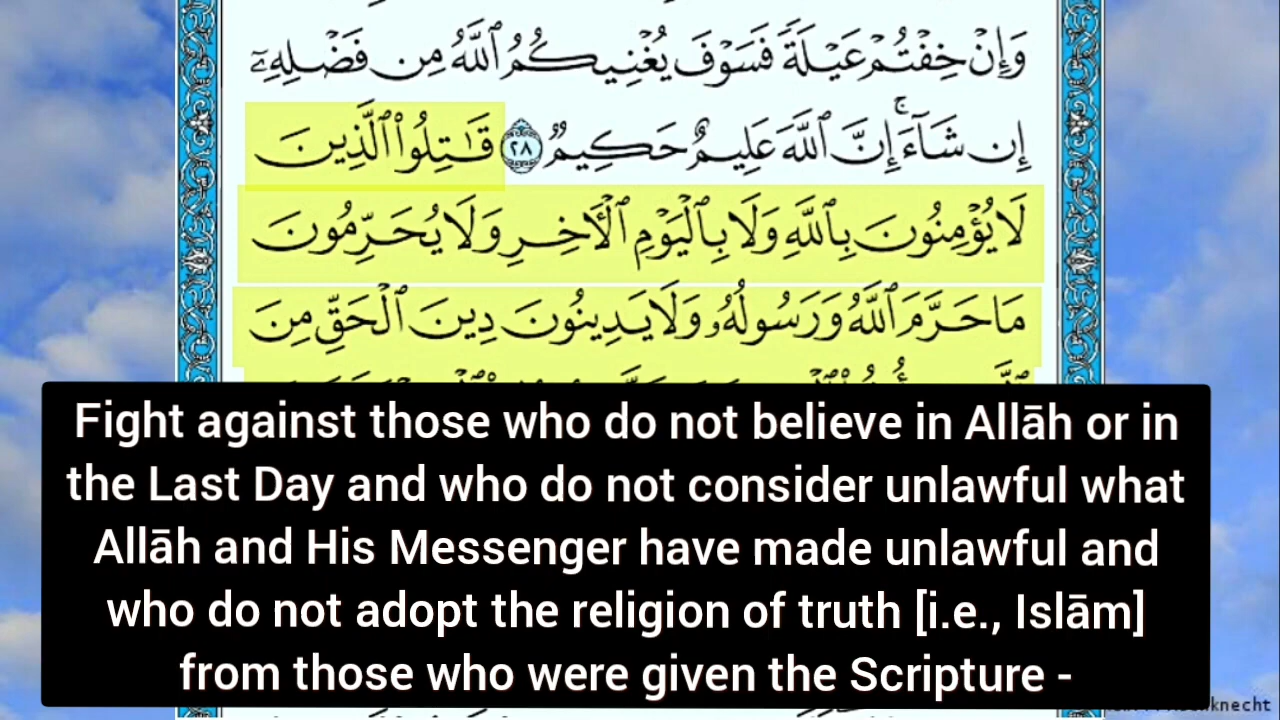 وَإِنْ خِفْتُمْ عَيْلَةً فَسَوْفَ يُغْنِيكُمُ ٱللَّهُ مِن فَضْلِهِۦٓ
إِن شَآءَ ۚ إِنَّ ٱللَّهَ عَلِيمٌ حَكِيمٌ ٢٨ قَٰتِلُوا۟ ٱلَّذِينَ
لَا يُؤْمِنُونَ بِٱللَّهِ وَلَا بِٱلْيَوْمِ ٱلْءَاخِرِ وَلَا يُحَرِّمُونَ
مَا حَرَّمَ ٱللَّهُ وَرَسُولُهُۥ وَلَا يَدِينُونَ دِينَ ٱلْحَقِّ مِنَ
Fight against those who do not believe in Allāh or in
the Last Day and who do not consider unlawful what
Allāh and His Messenger have made unlawful and
who do not adopt the religion of truth [i.e., Islām]
from those who were given the Scripture -